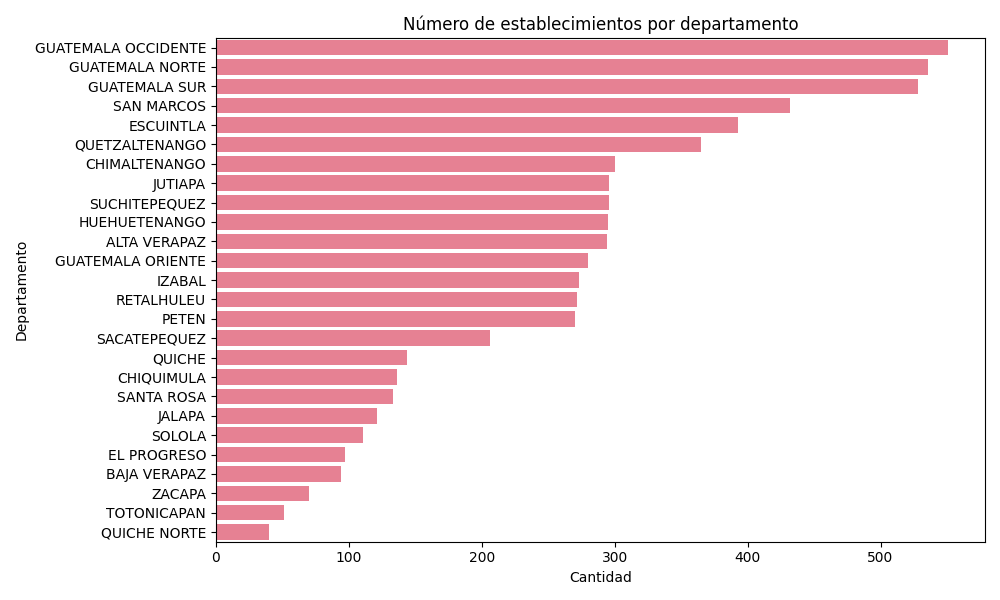 Número de establecimientos por departamento
Departamento
GUATEMALA OCCIDENTE
GUATEMALA NORTE
GUATEMALA SUR
SAN MARCOS
ESCUINTLA
QUETZALTENANGO
CHIMALTENANGO
JUTIAPA
SUCHITEPEQUEZ
HUEHUETENANGO
ALTA VERAPAZ
GUATEMALA ORIENTE
IZABAL
RETALHULEU
PETEN
SACATEPEQUEZ
QUICHE
CHIQUIMULA
SANTA ROSA
JALAPA
SOLOLA
EL PROGRESO
BAJA VERAPAZ
ZACAPA
TOTONICAPAN
QUICHE NORTE
0 100 200 300 400 500
Cantidad